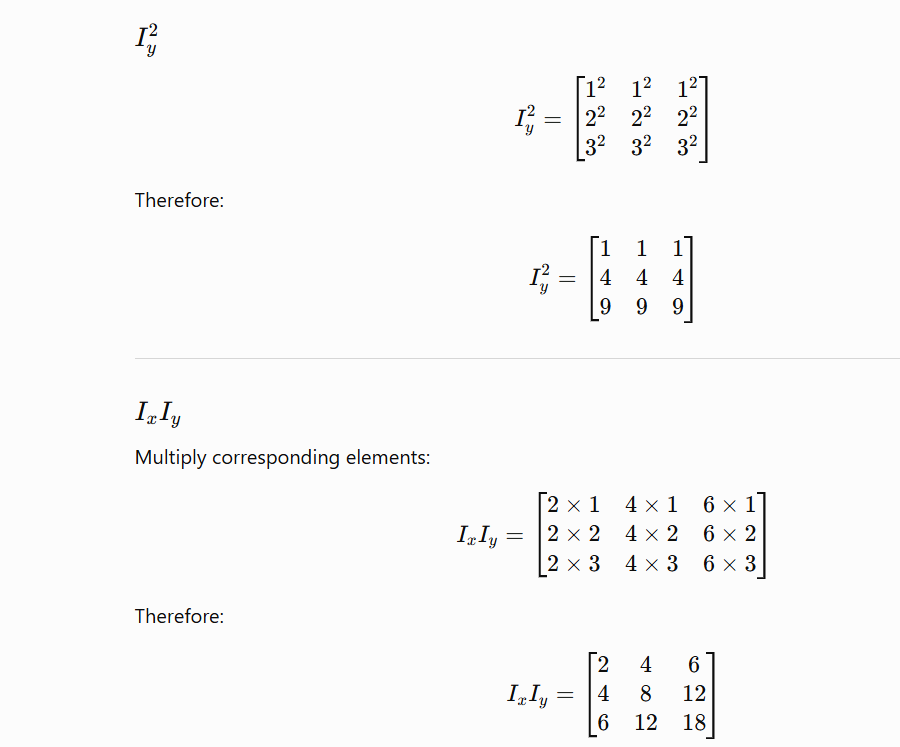 I_y^2
I_y^2 = [1^2 1^2 1^2
2^2 2^2 2^2
3^2 3^2 3^2]
Therefore:
I_y^2 = [1 1 1
4 4 4
9 9 9]
I_x I_y
Multiply corresponding elements:
I_x I_y = [2 × 1 4 × 1 6 × 1
2 × 2 4 × 2 6 × 2
2 × 3 4 × 3 6 × 3]
Therefore:
I_x I_y = [2 4 6
4 8 12
6 12 18]